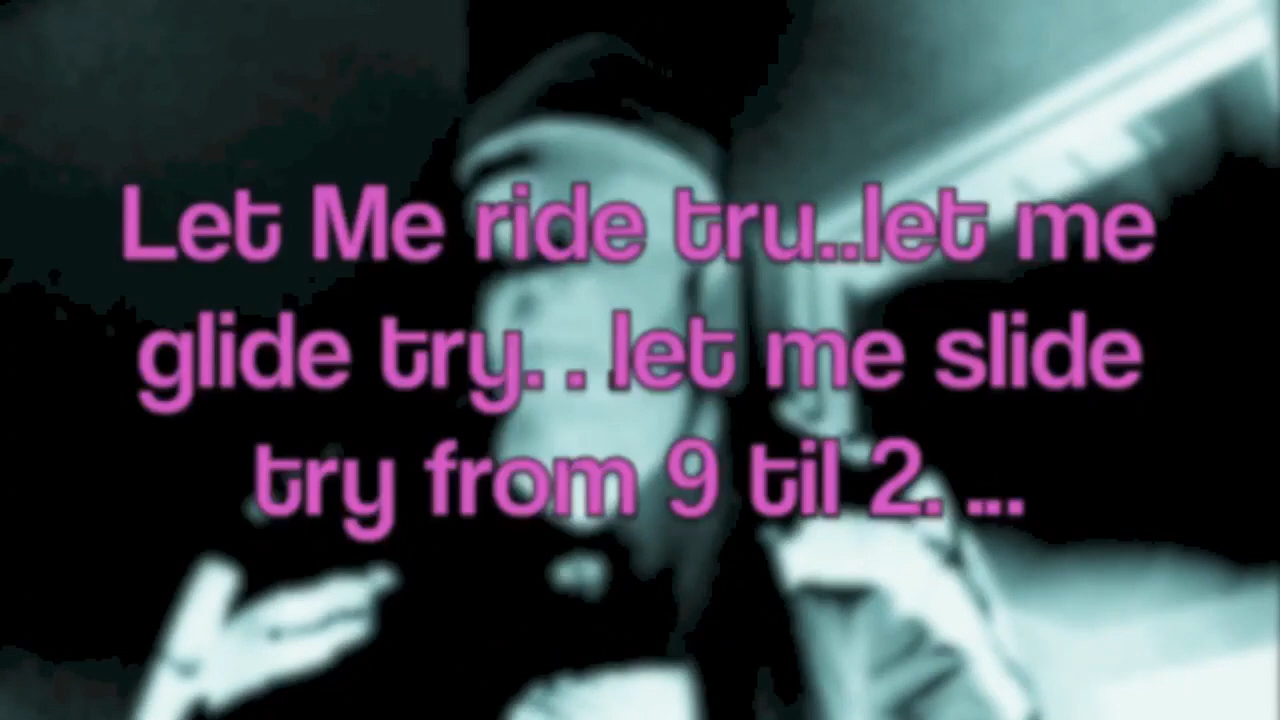 Let Me ride tru..let me
glide try. . let me slide
try from 9 til 2. ...